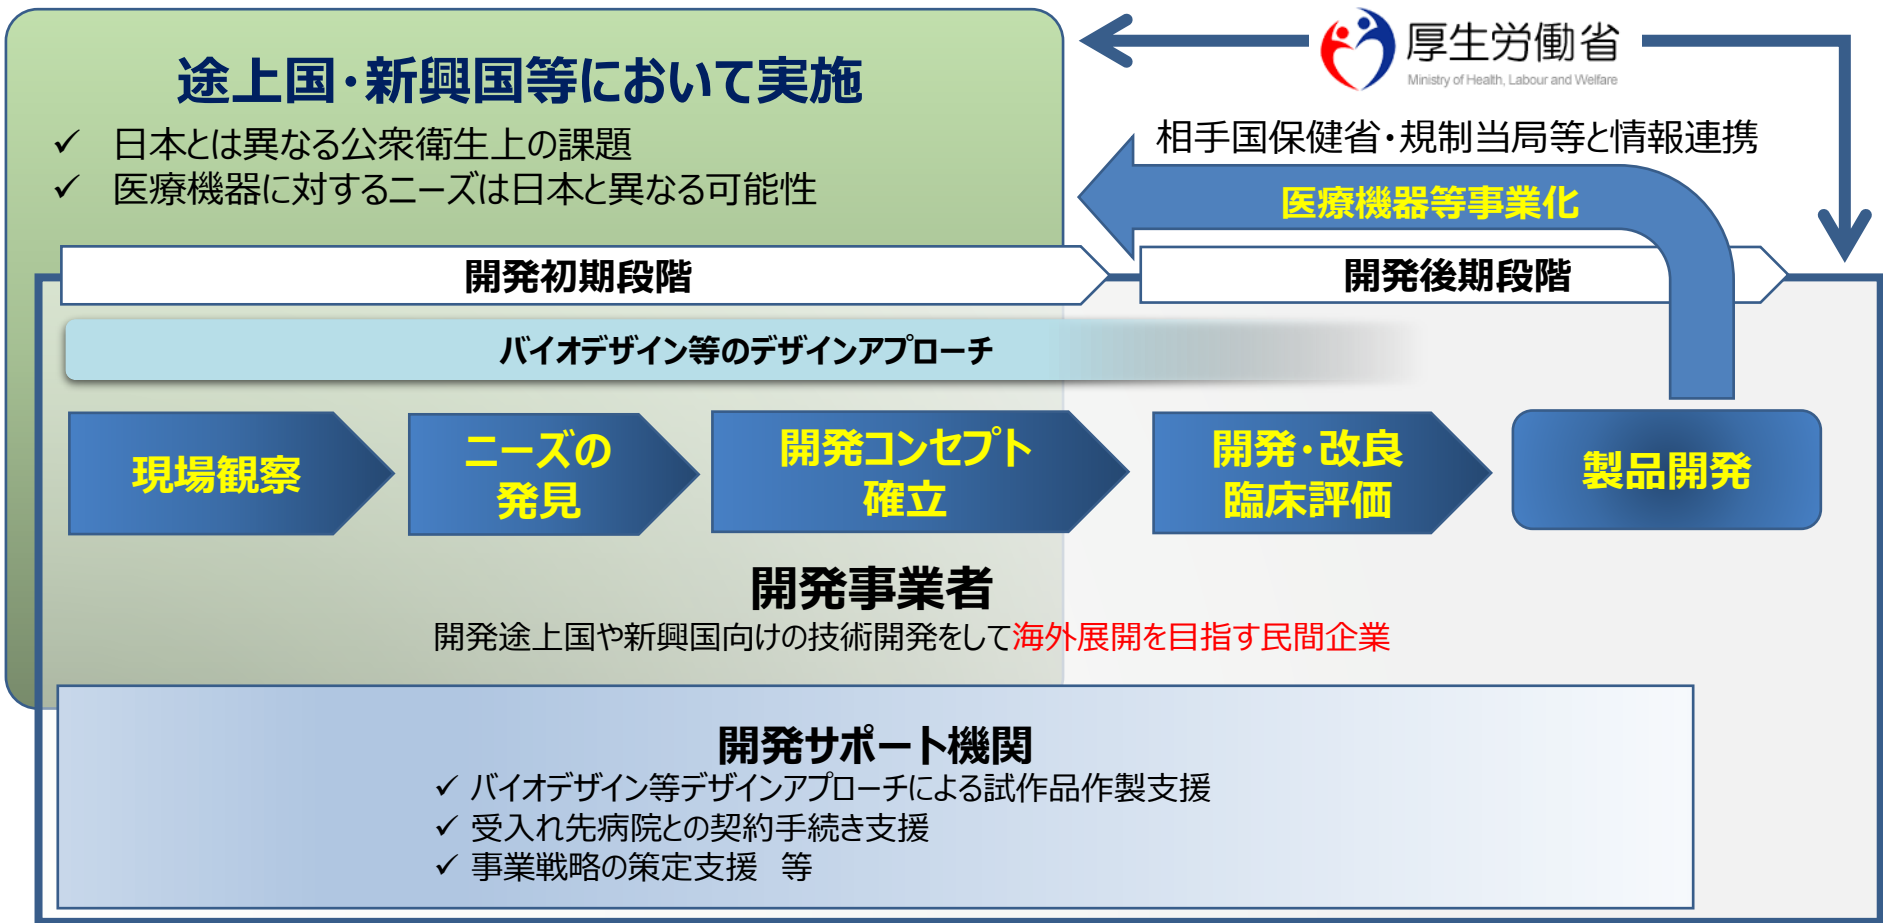 途上国･新興国等において実施
✓ 日本とは異なる公衆衛生上の課題
✓ 医療機器に対するニーズは日本と異なる可能性
厚生労働省
Ministry of Health, Labour and Welfare
相手国保健省･規制当局等と情報連携
医療機器等事業化
開発初期段階
開発後期段階
バイオデザイン等のデザインアプローチ
現場観察
ニーズの
発見
開発コンセプト
確立
開発･改良
臨床評価
製品開発
開発事業者
開発途上国や新興国向けの技術開発をして海外展開を目指す民間企業
開発サポート機関
✓ バイオデザイン等デザインアプローチによる試作品作製支援
✓ 受入れ先病院との契約手続き支援
✓ 事業戦略の策定支援　等